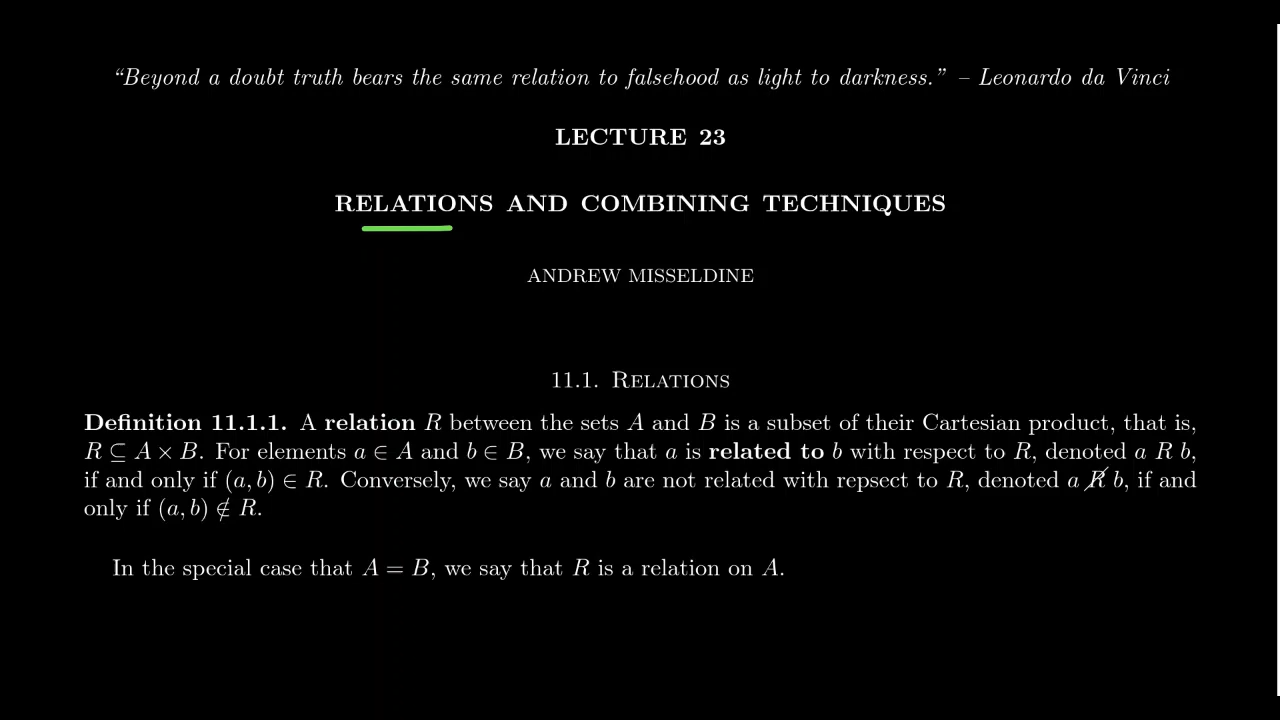 “Beyond a doubt truth bears the same relation to falsehood as light to darkness.” – Leonardo da Vinci
LECTURE 23
RELATIONS AND COMBINING TECHNIQUES
ANDREW MISSELDINE
11.1. RELATIONS
Definition 11.1.1. A relation R between the sets A and B is a subset of their Cartesian product, that is,
R ⊆ A × B. For elements a ∈ A and b ∈ B, we say that a is related to b with respect to R, denoted a R b,
if and only if (a, b) ∈ R. Conversely, we say a and b are not related with repsect to R, denoted a R̸ b, if and
only if (a, b) ∉ R.
In the special case that A = B, we say that R is a relation on A.